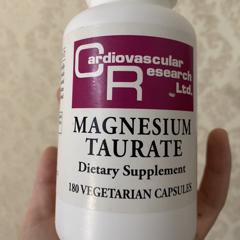 Cardiovascular
Research
Ltd.
MAGNESIUM
TAURATE
Dietary Supplement
180 VEGETARIAN CAPSULES